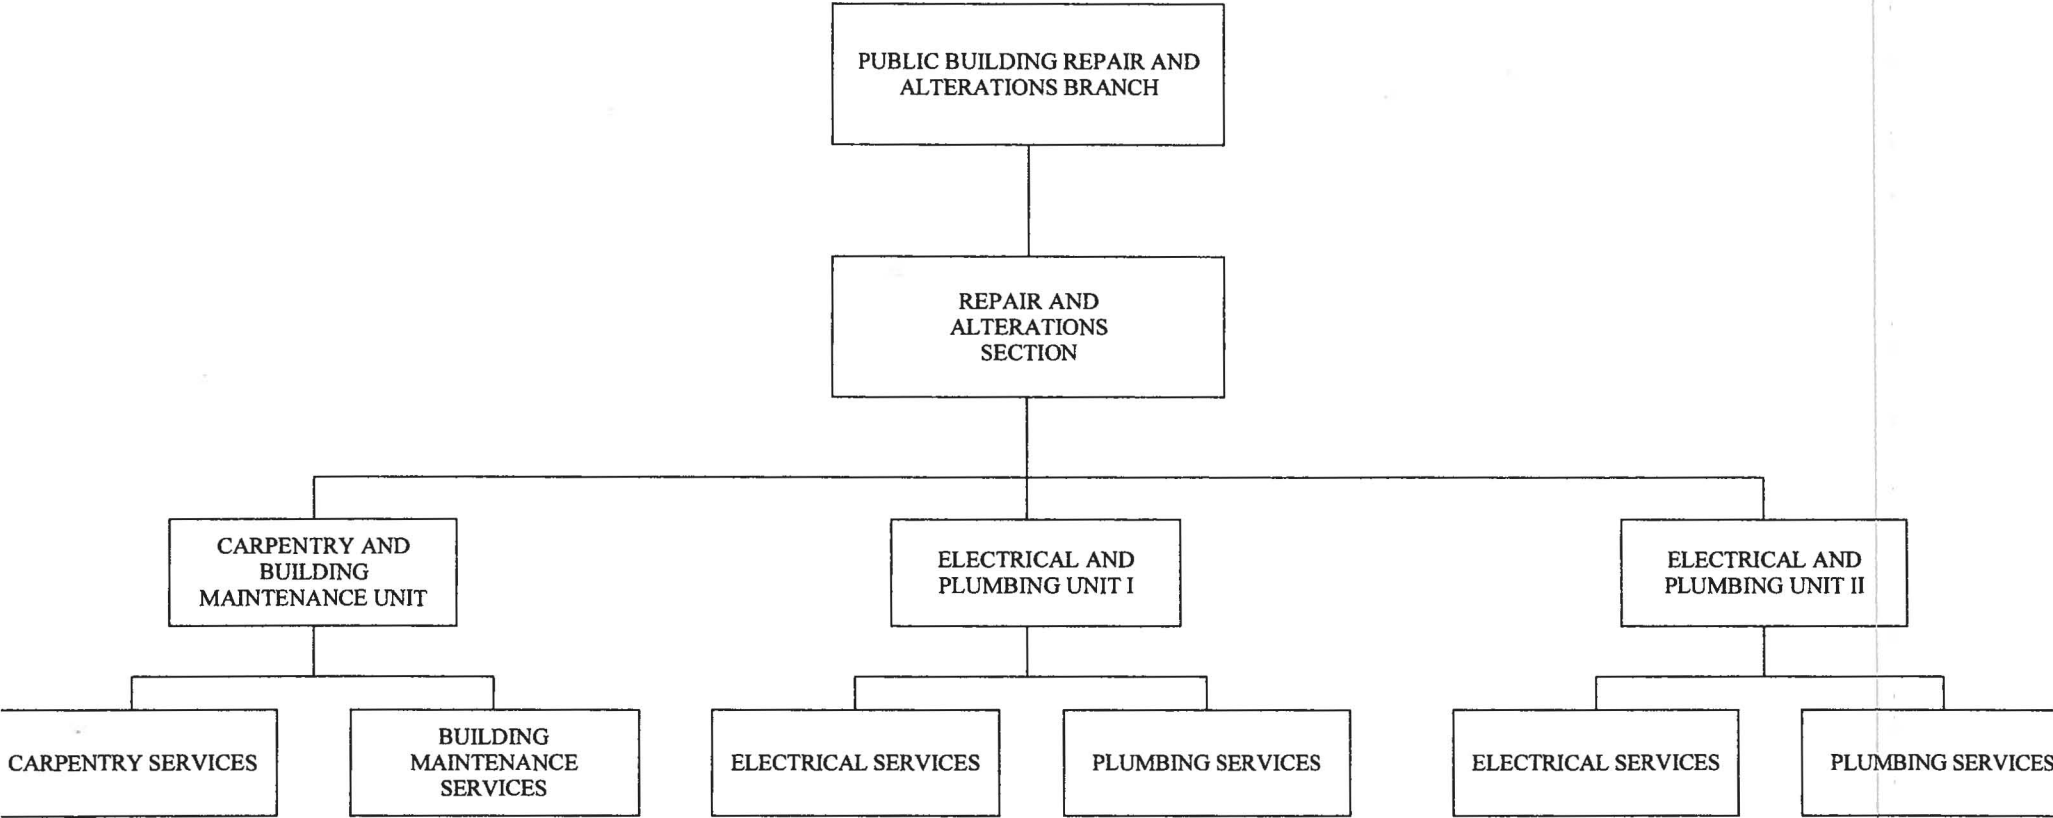 PUBLIC BUILDING REPAIR AND
ALTERATIONS BRANCH
REPAIR AND
ALTERATIONS
SECTION
CARPENTRY AND
BUILDING
MAINTENANCE UNIT
ELECTRICAL AND
PLUMBING UNIT I
ELECTRICAL AND
PLUMBING UNIT II
CARPENTRY SERVICES
BUILDING
MAINTENANCE
SERVICES
ELECTRICAL SERVICES
PLUMBING SERVICES
ELECTRICAL SERVICES
PLUMBING SERVICES